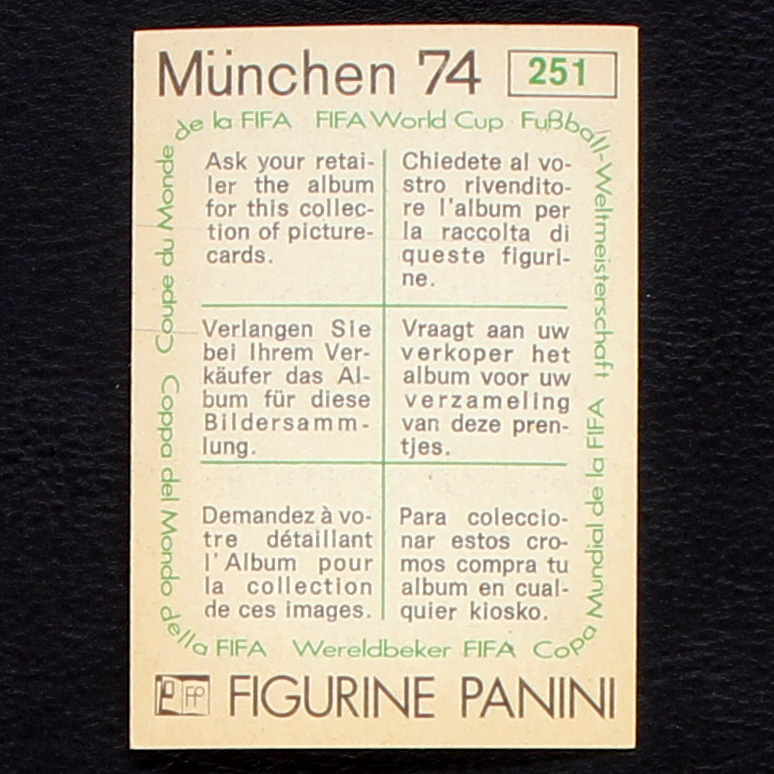 München 74 251
de la FIFA FIFA World Cup Fußball-Weltmeisterschaft
Ask your retai-
ler the album
for this collec-
tion of picture-
cards.
Chiedete al vo-
stro rivendito-
re l'album per
la raccolta di
queste figuri-
ne.
Verlangen Sie
bei Ihrem Ver-
käufer das Al-
bum für diese
Bildersamm-
lung.
Vraagt aan uw
verkoper het
album voor uw
verzameling
van deze pren-
tjes.
Demandez à vo-
tre détaillant
l'Album pour
la collection
de ces images.
Para coleccio-
nar estos cro-
mos compra tu
album en cual-
quier kiosko.
Coupe du Monde
Coppa del Mondo
della FIFA Wereldbeker FIFA Copa Mundial de la FIFA
FP FIGURINE PANINI